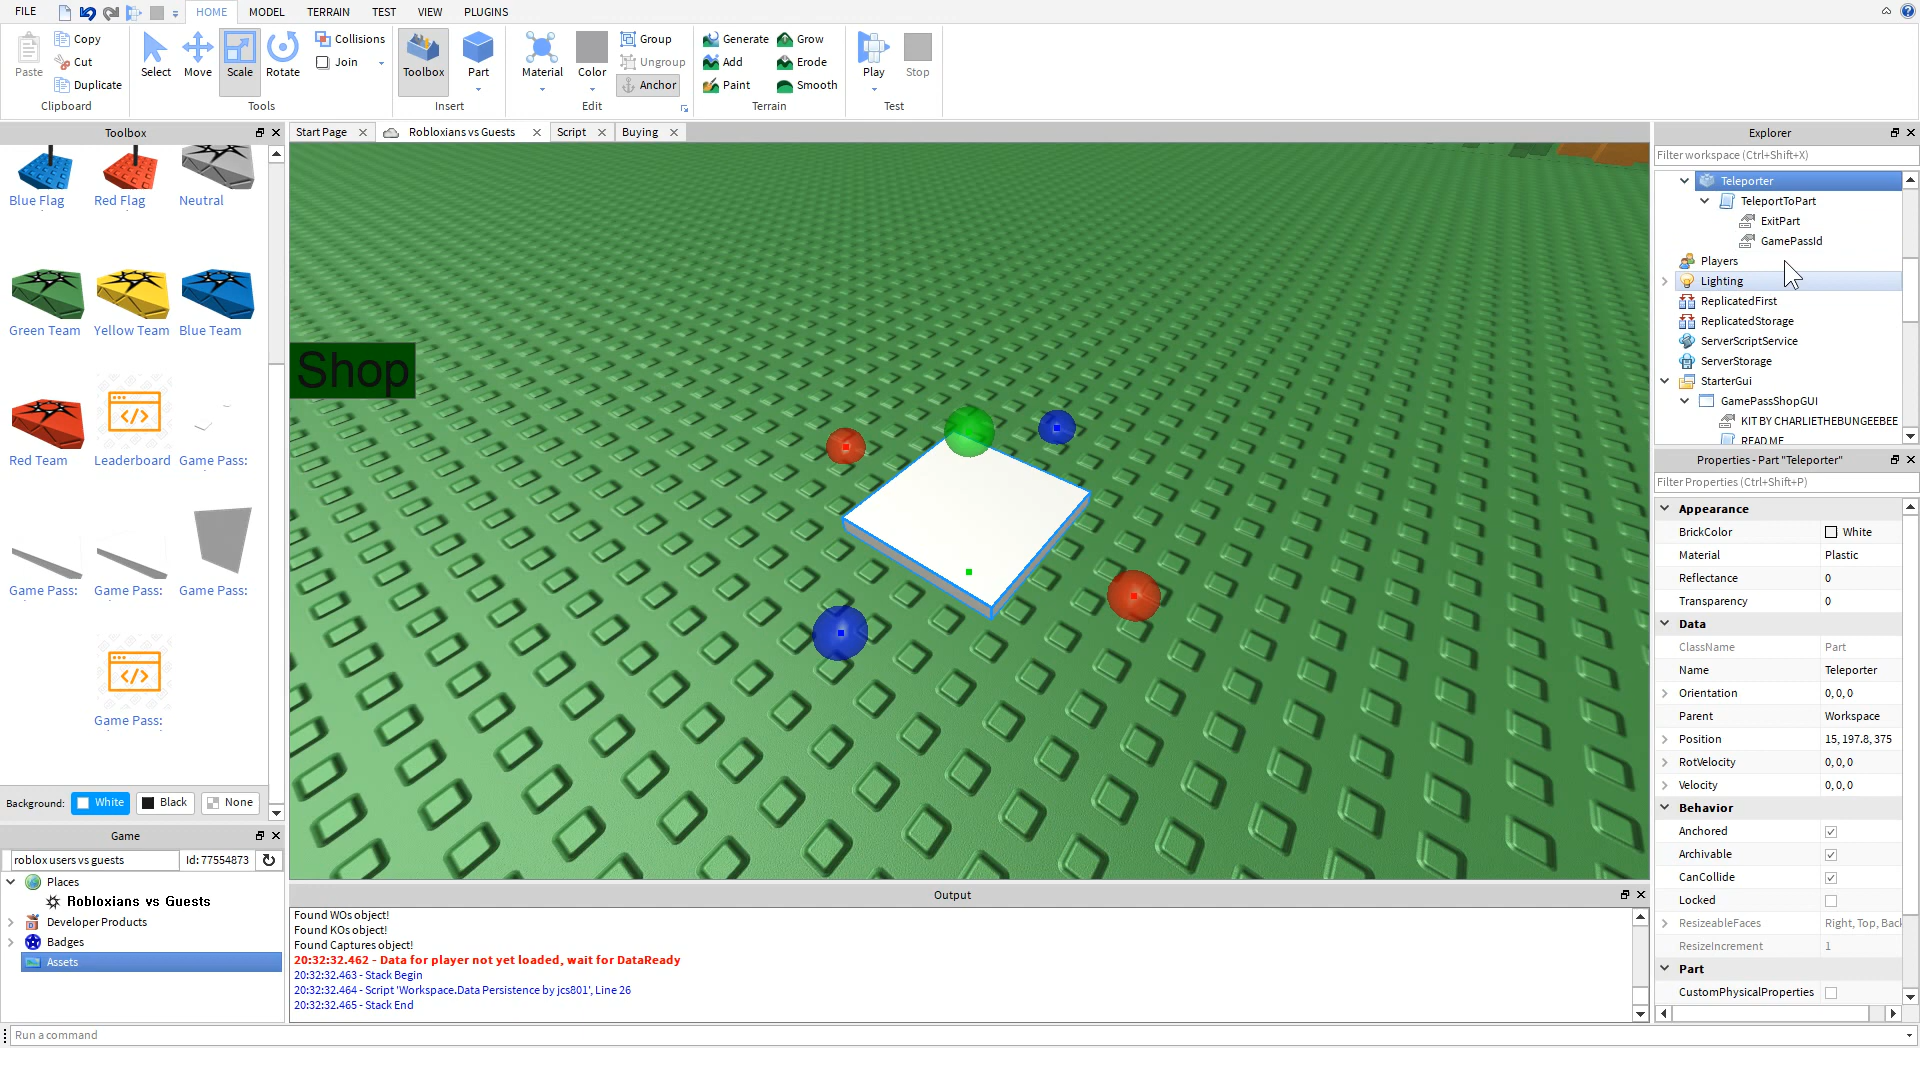 FILE
HOME
MODEL
TERRAIN
TEST
VIEW
PLUGINS
Paste
Copy
Cut
Duplicate
Clipboard
Select
Move
Scale
Rotate
Collisions
Join
Tools
Toolbox
Part
Insert
Material
Color
Group
Ungroup
Anchor
Edit
Generate
Grow
Add
Erode
Paint
Smooth
Terrain
Play
Stop
Test
Toolbox
Start Page
Robloxians vs Guests
Script
Buying
Explorer
Filter workspace (Ctrl+Shift+X)
Blue Flag
Red Flag
Neutral
Green Team
Yellow Team
Blue Team
Red Team
Leaderboard
Game Pass:
Game Pass:
Game Pass:
Game Pass:
Game Pass:
Background:
White
Black
None
Shop
Teleporter
TeleportToPart
ExitPart
GamePassId
Players
Lighting
ReplicatedFirst
ReplicatedStorage
ServerScriptService
ServerStorage
StarterGui
GamePassShopGUI
KIT BY CHARLIETHEBUNGEEBEE
README
Properties - Part "Teleporter"
Filter Properties (Ctrl+Shift+P)
Appearance
BrickColor White
Material Plastic
Reflectance 0
Transparency 0
Data
ClassName Part
Name Teleporter
Orientation 0, 0, 0
Parent Workspace
Position 15, 197.8, 375
RotVelocity 0, 0, 0
Velocity 0, 0, 0
Behavior
Anchored
Archivable
CanCollide
Locked
ResizeableFaces Right, Top, Back
ResizeIncrement 1
Part
CustomPhysicalProperties
Game
roblox users vs guests
Id: 77554873
Places
Robloxians vs Guests
Developer Products
Badges
Assets
Output
Found WOs object!
Found KOs object!
Found Captures object!
20:32:32.462 - Data for player not yet loaded, wait for DataReady
20:32:32.463 - Stack Begin
20:32:32.464 - Script 'Workspace.Data Persistence by jcs801', Line 26
20:32:32.465 - Stack End
Run a command